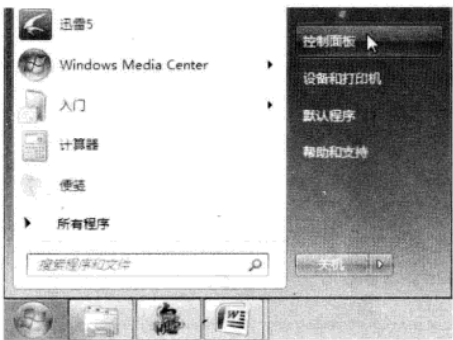 迅雷5
Windows Media Center
入门
计算器
便笺
所有程序
搜索程序和文件
控制面板
设备和打印机
默认程序
帮助和支持
关机
W